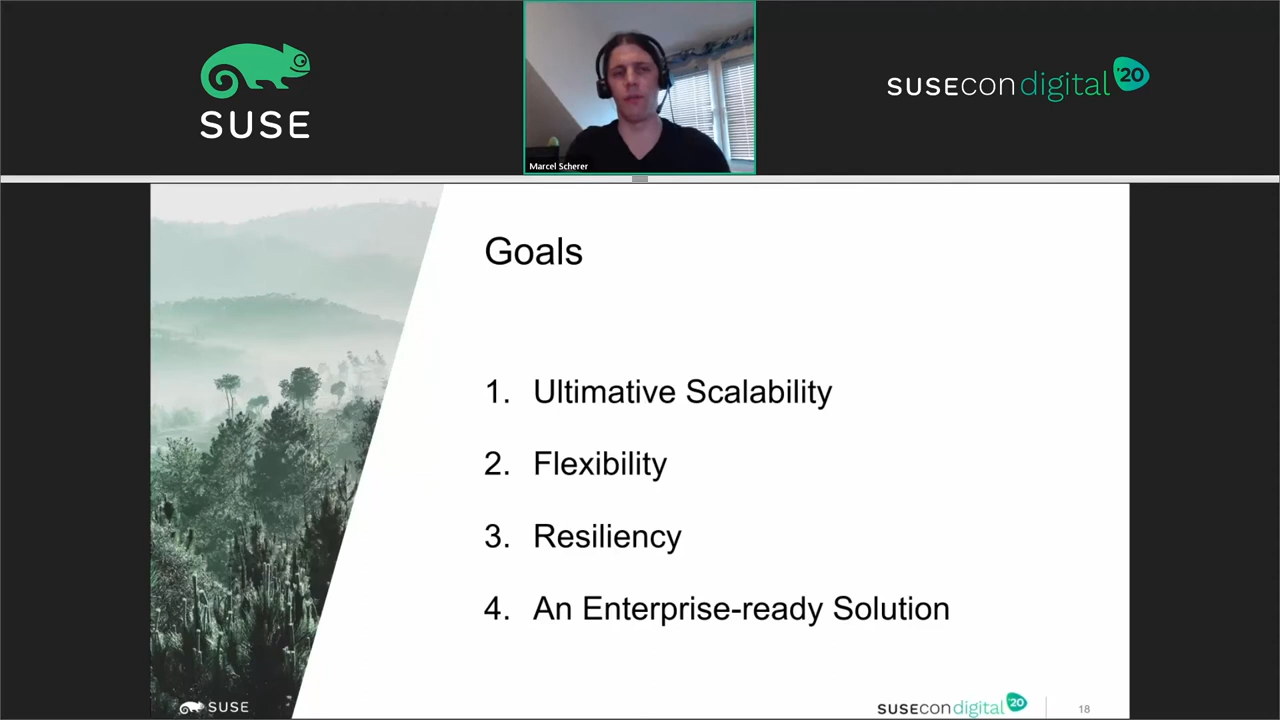 SUSE
SUSEcon digital '20
Marcel Scherer
Goals
1. Ultimative Scalability
2. Flexibility
3. Resiliency
4. An Enterprise-ready Solution
SUSE
SUSEcon digital '20
18